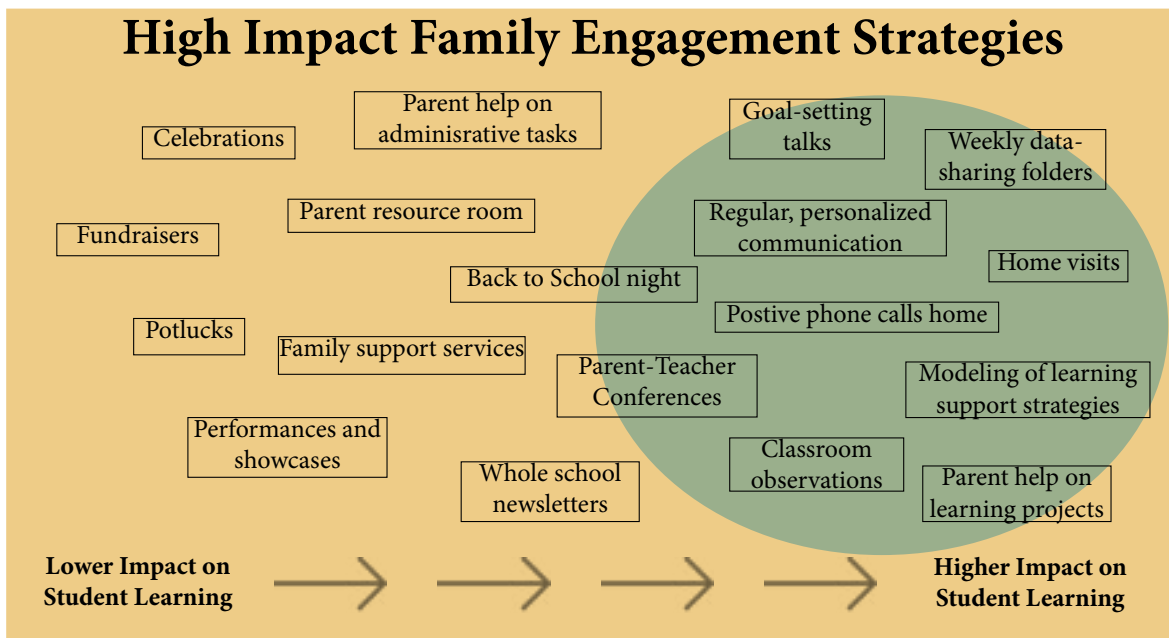 High Impact Family Engagement Strategies
Parent help on
adminisrative tasks
Celebrations
Goal-setting
talks
Weekly data-
sharing folders
Parent resource room
Regular, personalized
communication
Fundraisers
Home visits
Back to School night
Postive phone calls home
Potlucks
Family support services
Parent-Teacher
Conferences
Modeling of learning
support strategies
Performances and
showcases
Classroom
observations
Whole school
newsletters
Parent help on
learning projects
Lower Impact on
Student Learning
Higher Impact on
Student Learning